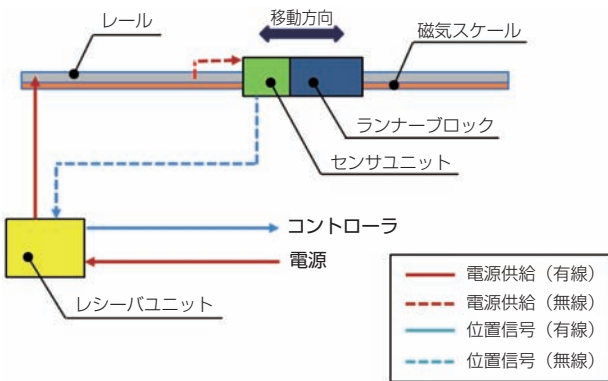 レール
移動方向
磁気スケール
ランナーブロック
センサユニット
コントローラ
電源
レシーバユニット
電源供給（有線）
電源供給（無線）
位置信号（有線）
位置信号（無線）